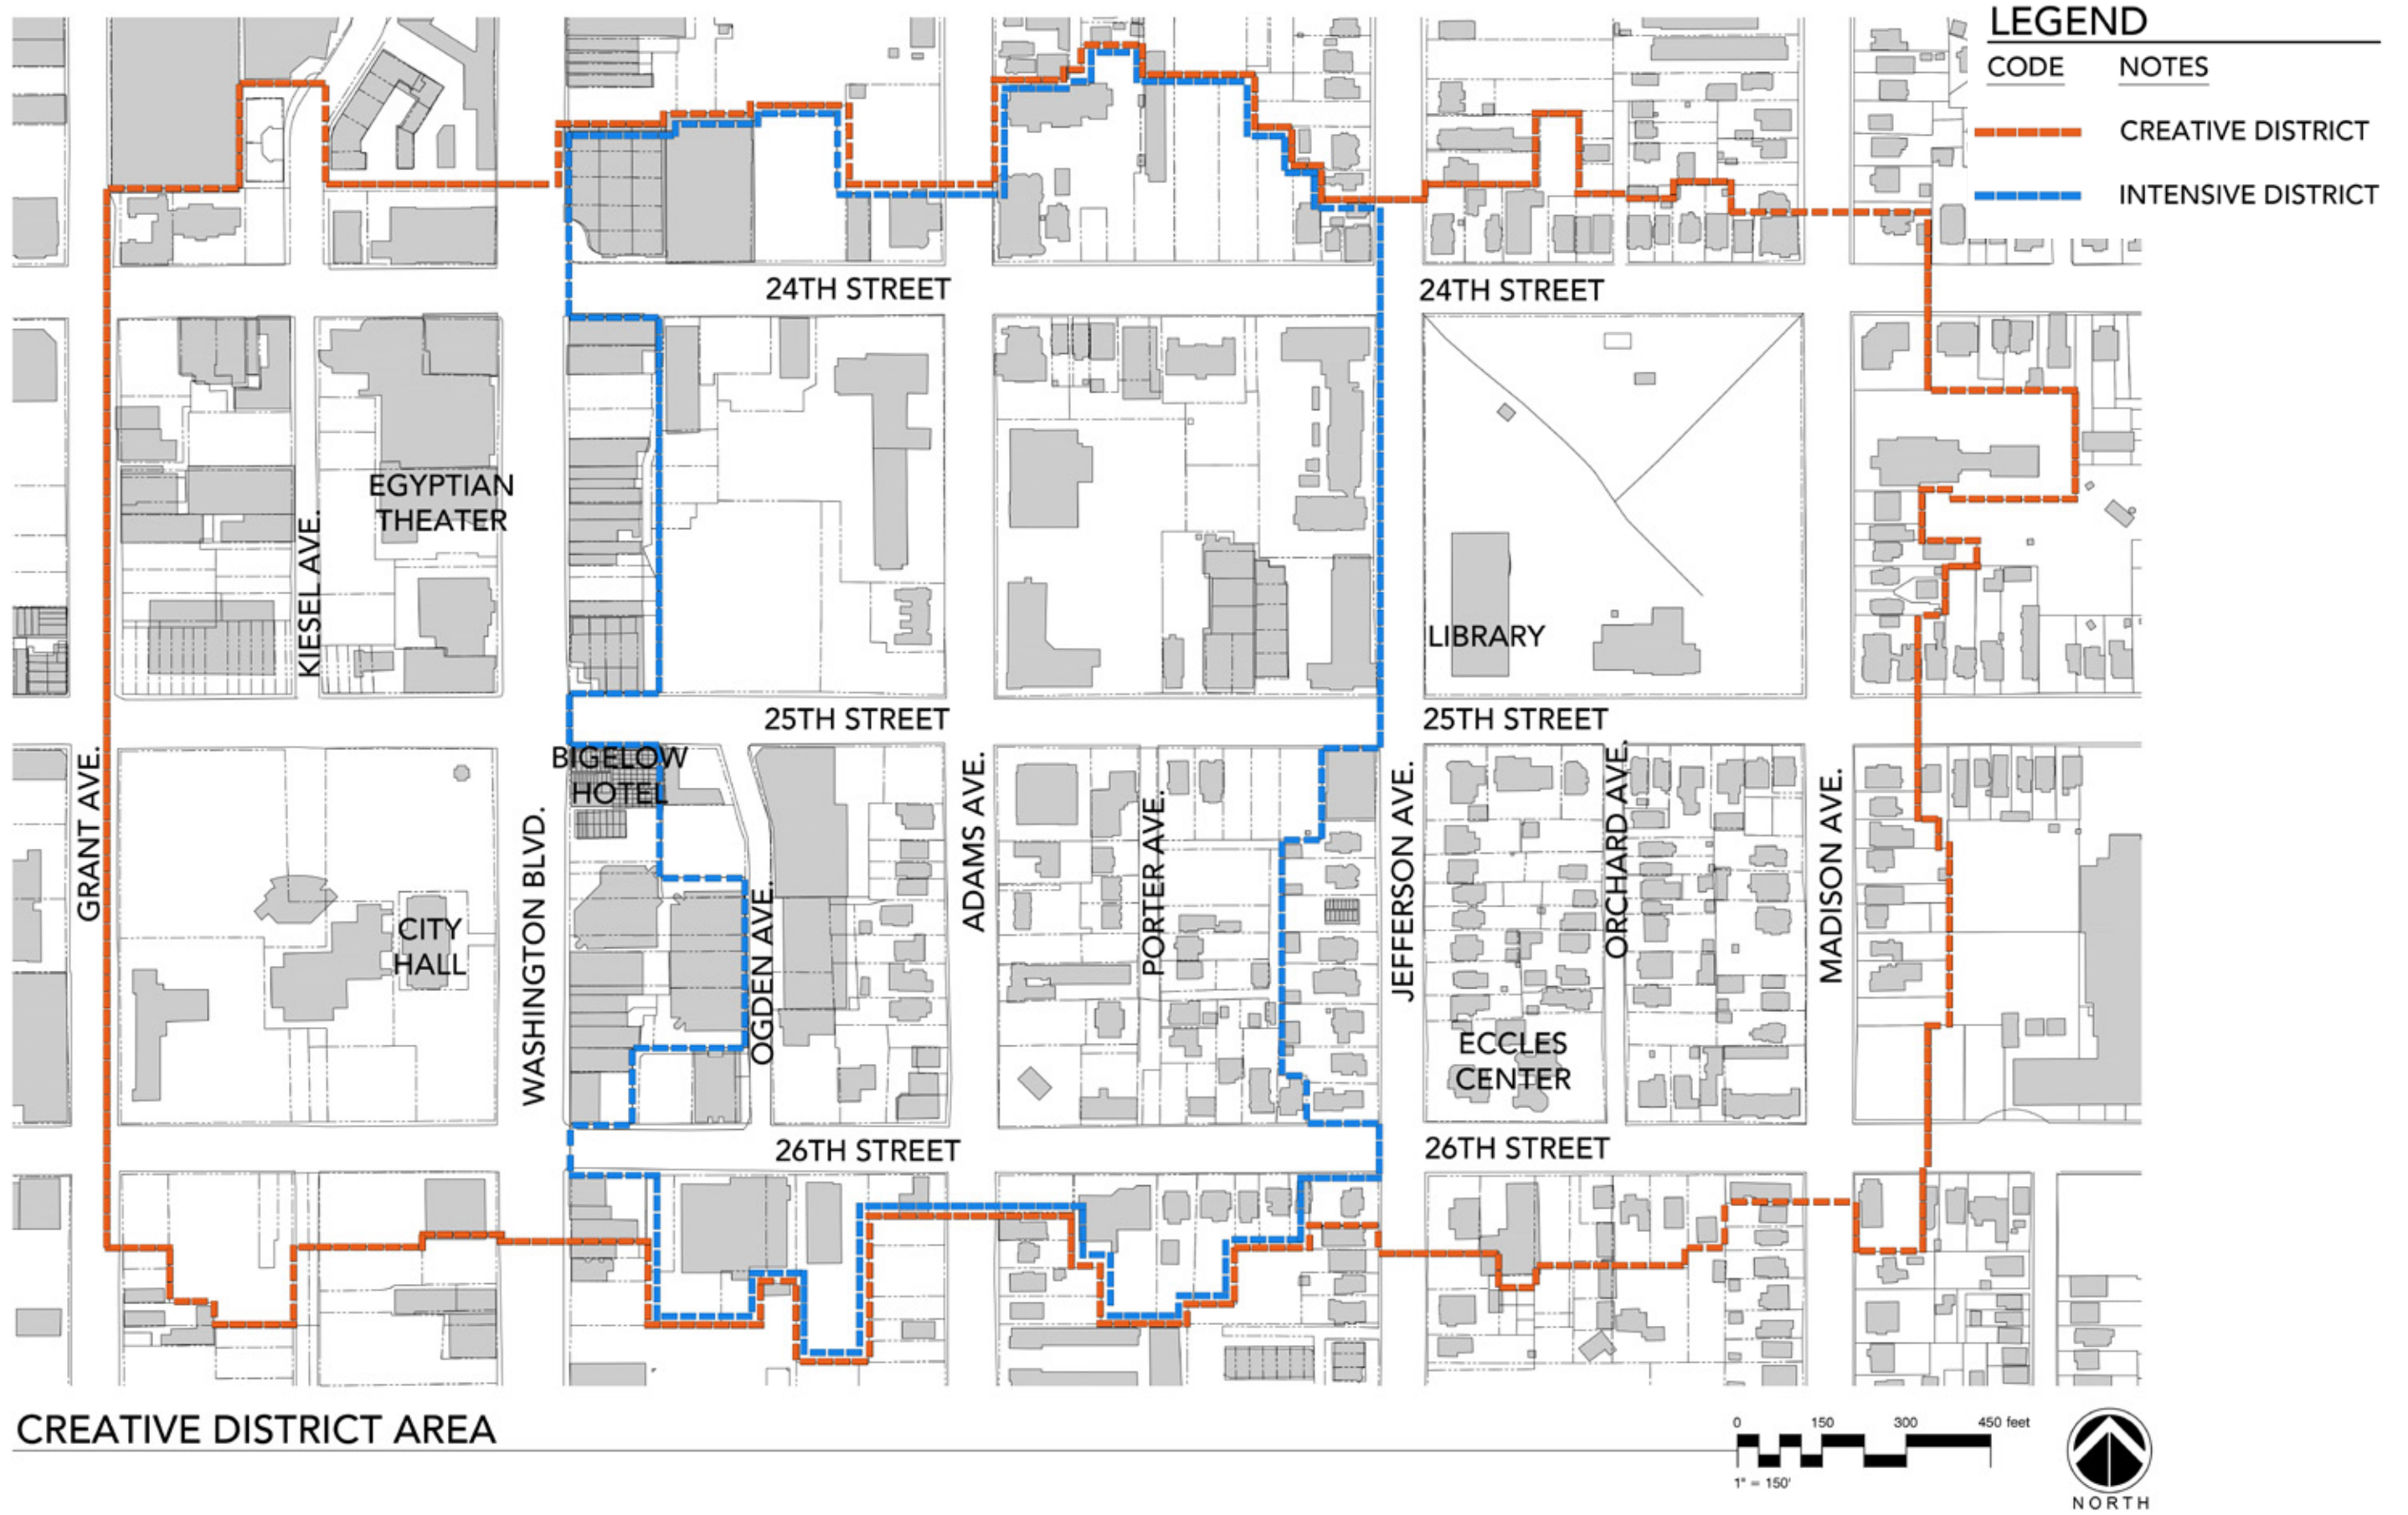 LEGEND
CODE NOTES
CREATIVE DISTRICT
INTENSIVE DISTRICT
24TH STREET
24TH STREET
EGYPTIAN
THEATER
KIESEL AVE.
LIBRARY
25TH STREET
25TH STREET
BIGELOW
HOTEL
GRANT AVE.
CITY
HALL
WASHINGTON BLVD.
OGDEN AVE.
ADAMS AVE.
PORTER AVE.
JEFFERSON AVE.
ORCHARD AVE.
MADISON AVE.
ECCLES
CENTER
26TH STREET
26TH STREET
CREATIVE DISTRICT AREA
0 150 300 450 feet
1" = 150'
NORTH